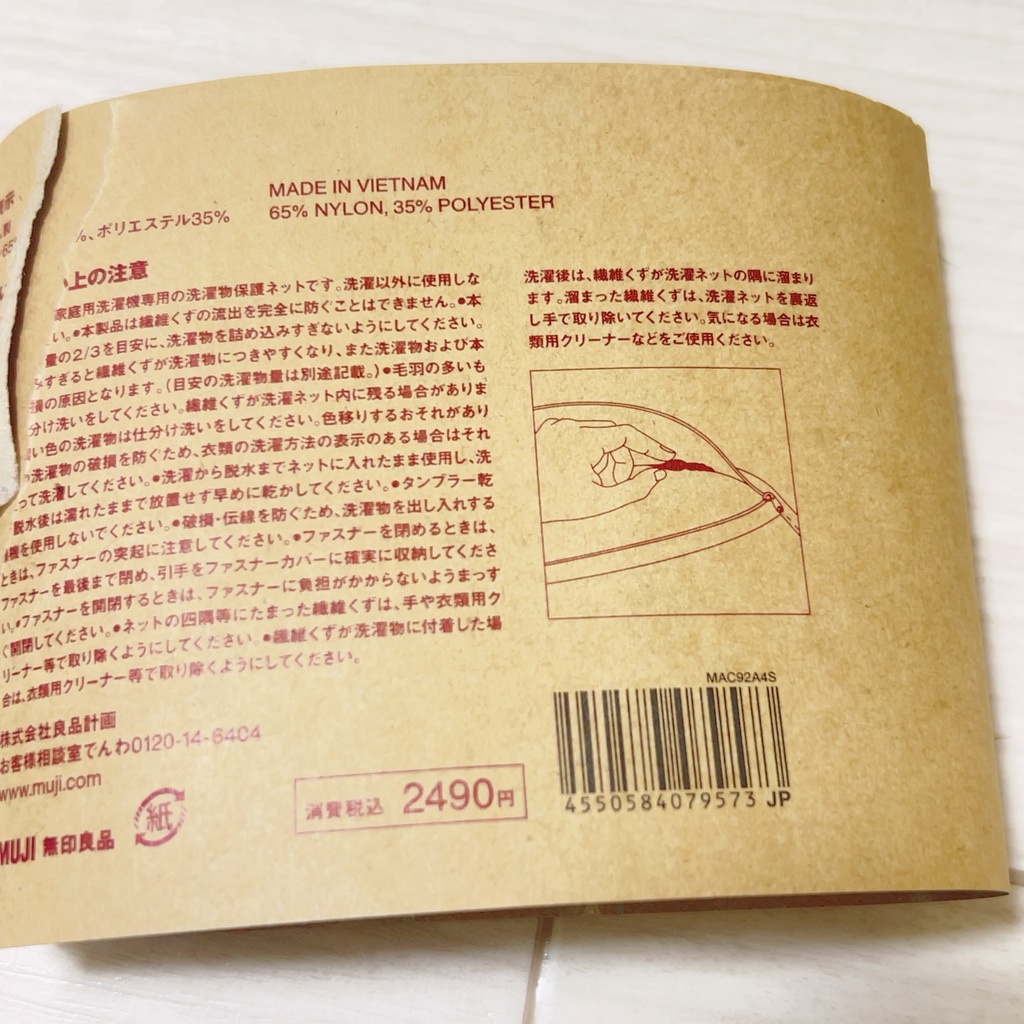 MADE IN VIETNAM
%、ポリエステル35%
65% NYLON, 35% POLYESTER
上の注意
家庭用洗濯機専用の洗濯物保護ネットです。洗濯以外に使用しな
い。●本製品は繊維くずの流出を完全に防ぐことはできません。●本
量の2/3を目安に、洗濯物を詰め込みすぎないようにしてください。
すぎると繊維くずが洗濯物につきやすくなり、また洗濯物および本
損の原因となります。(目安の洗濯物量は別途記載。)●毛羽の多いも
分け洗いをしてください。繊維くずが洗濯ネット内に残る場合がありま
い色の洗濯物は仕分け洗いをしてください。色移りするおそれがあり
洗濯物の破損を防ぐため、衣類の洗濯方法の表示のある場合はそれ
って洗濯してください。●洗濯から脱水までネットに入れたまま使用し、洗
脱水後は濡れたままで放置せず早めに乾かしてください。●タンブラー乾
機を使用しないでください。●破損・伝線を防ぐため、洗濯物を出し入れする
ときは、ファスナーの突起に注意してください。●ファスナーを閉めるときは、
ファスナーを最後まで閉め、引手をファスナーカバーに確実に収納してくださ
い。●ファスナーを開閉するときは、ファスナーに負担がかからないようまっす
ぐ開閉してください。●ネットの四隅等にたまった繊維くずは、手や衣類用ク
リーナー等で取り除くようにしてください。●繊維くずが洗濯物に付着した場
合は、衣類用クリーナー等で取り除くようにしてください。
株式会社良品計画
お客様相談室でんわ0120-14-6404
www.muji.com
MUJI 無印良品
紙
消費税込 2490円
洗濯後は、繊維くずが洗濯ネットの隅に溜まり
ます。溜まった繊維くずは、洗濯ネットを裏返
し手で取り除いてください。気になる場合は衣
類用クリーナーなどをご使用ください。
MAC92A4S
4550584079573 JP